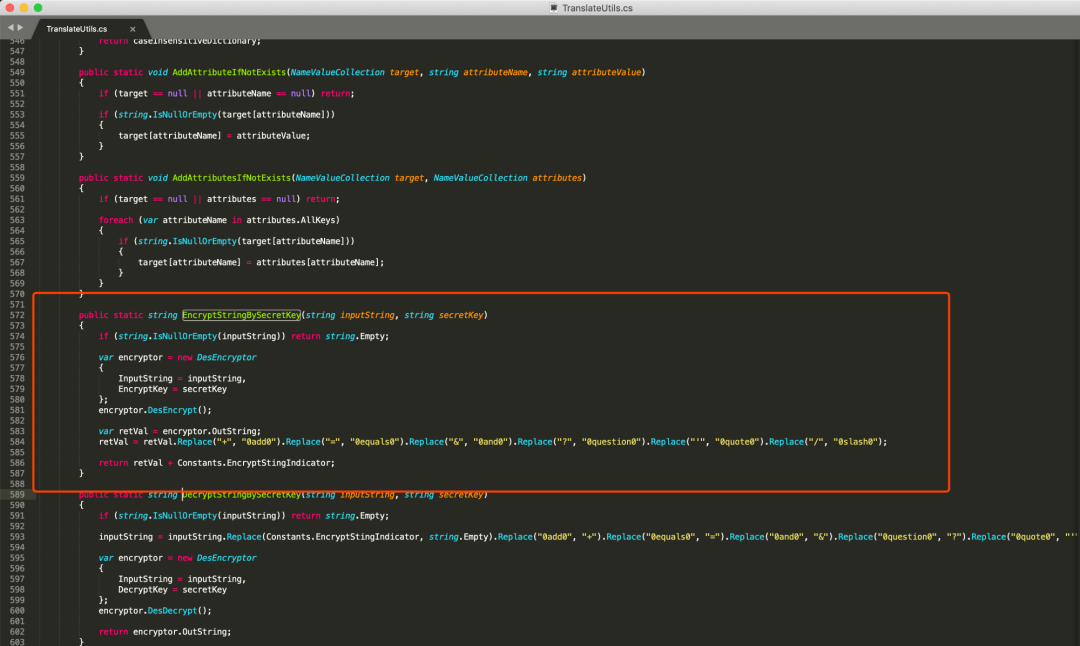 TranslateUtils.cs
TranslateUtils.cs
546 return caseInsensitiveDictionary;
547 }
548
549 public static void AddAttributeIfNotExists(NameValueCollection target, string attributeName, string attributeValue)
550 {
551 if (target == null || attributeName == null) return;
552
553 if (string.IsNullOrEmpty(target[attributeName]))
554 {
555 target[attributeName] = attributeValue;
556 }
557 }
558
559 public static void AddAttributesIfNotExists(NameValueCollection target, NameValueCollection attributes)
560 {
561 if (target == null || attributes == null) return;
562
563 foreach (var attributeName in attributes.AllKeys)
564 {
565 if (string.IsNullOrEmpty(target[attributeName]))
566 {
567 target[attributeName] = attributes[attributeName];
568 }
569 }
570 }
571
572 public static string EncryptStringBySecretKey(string inputString, string secretKey)
573 {
574 if (string.IsNullOrEmpty(inputString)) return string.Empty;
575
576 var encryptor = new DesEncryptor
577 {
578 InputString = inputString,
579 EncryptKey = secretKey
580 };
581 encryptor.DesEncrypt();
582
583 var retVal = encryptor.OutString;
584 retVal = retVal.Replace("+", "0add0").Replace("=", "0equals0").Replace("&", "0and0").Replace("?", "0question0").Replace("'", "0quote0").Replace("/", "0slash0");
585
586 return retVal + Constants.EncryptStingIndicator;
587 }
588
589 public static string DecryptStringBySecretKey(string inputString, string secretKey)
590 {
591 if (string.IsNullOrEmpty(inputString)) return string.Empty;
592
593 inputString = inputString.Replace(Constants.EncryptStingIndicator, string.Empty).Replace("0add0", "+").Replace("0equals0", "=").Replace("0and0", "&").Replace("0question0", "?").Replace("0quote0", "'"
594
595 var encryptor = new DesEncryptor
596 {
597 InputString = inputString,
598 DecryptKey = secretKey
599 };
600 encryptor.DesDecrypt();
601
602 return encryptor.OutString;
603 }